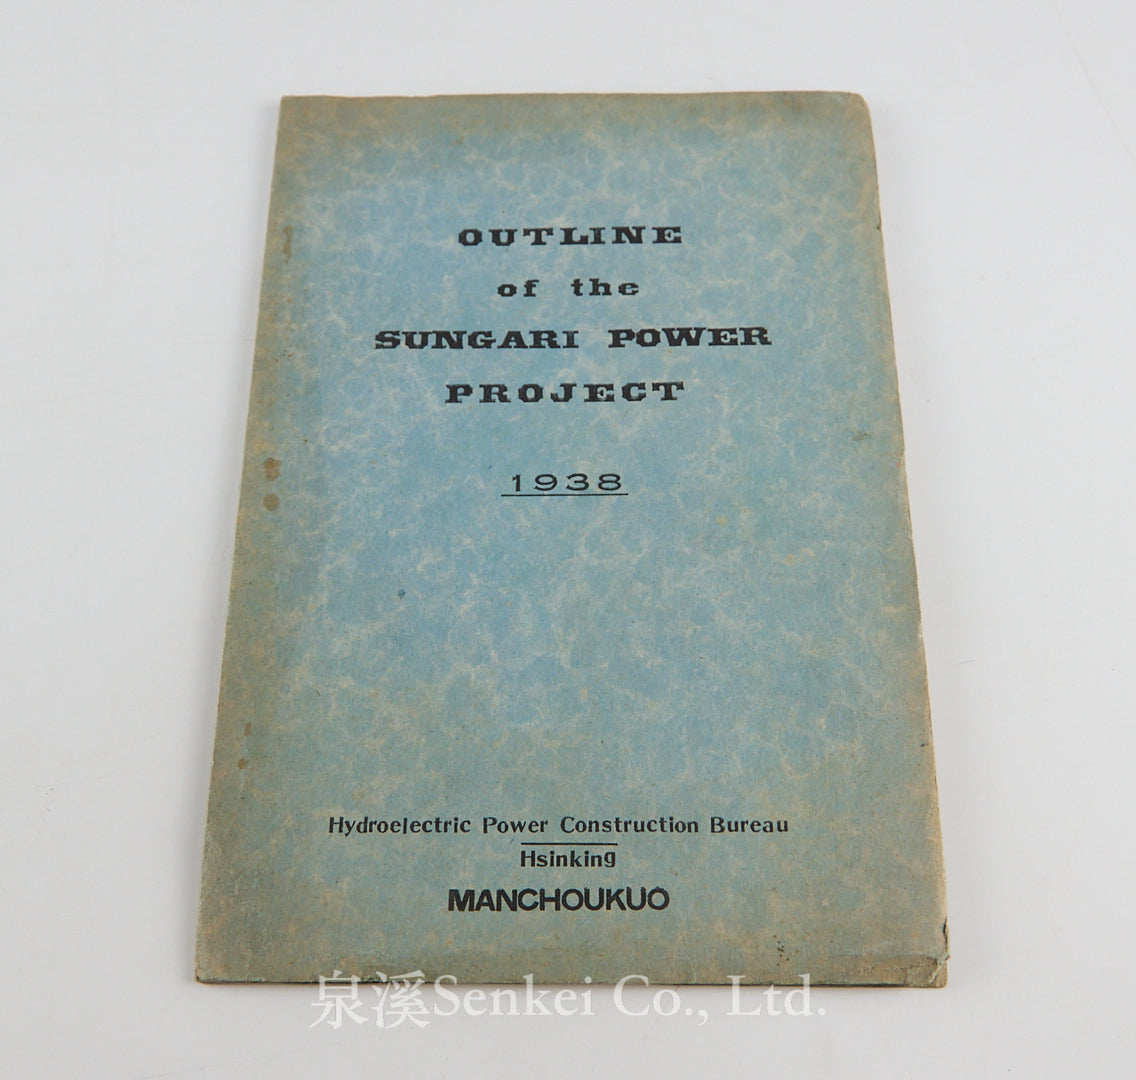 OUTLINE
of the
SUNGARI POWER
PROJECT
1938
Hydroelectric Power Construction Bureau
Hsinking
MANCHOUKUO
泉溪Senkei Co., Ltd.